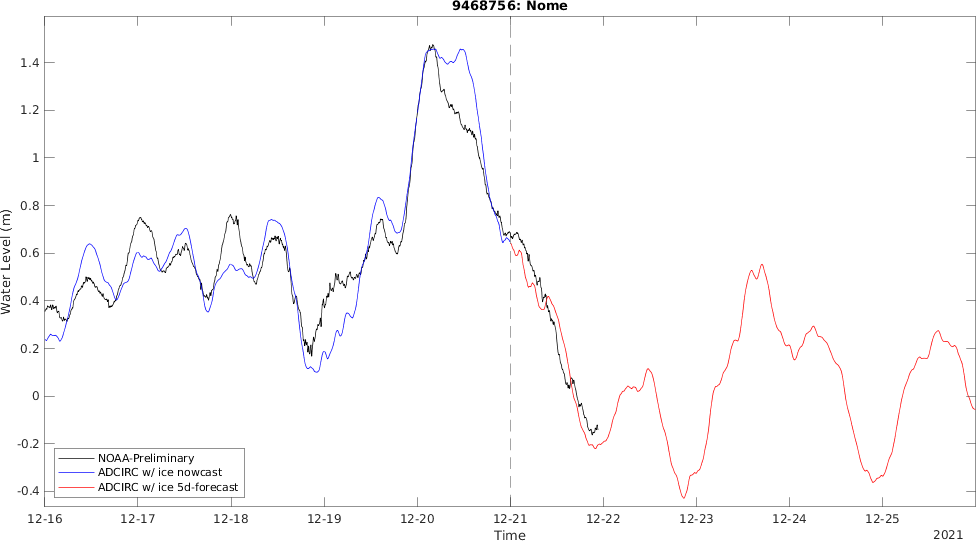 9468756: Nome
1.4
1.2
1
0.8
0.6
0.4
0.2
0
-0.2
-0.4
Water Level (m)
NOAA-Preliminary
ADCIRC w/ ice nowcast
ADCIRC w/ ice 5d-forecast
12-16 12-17 12-18 12-19 12-20 12-21 12-22 12-23 12-24 12-25
Time
2021